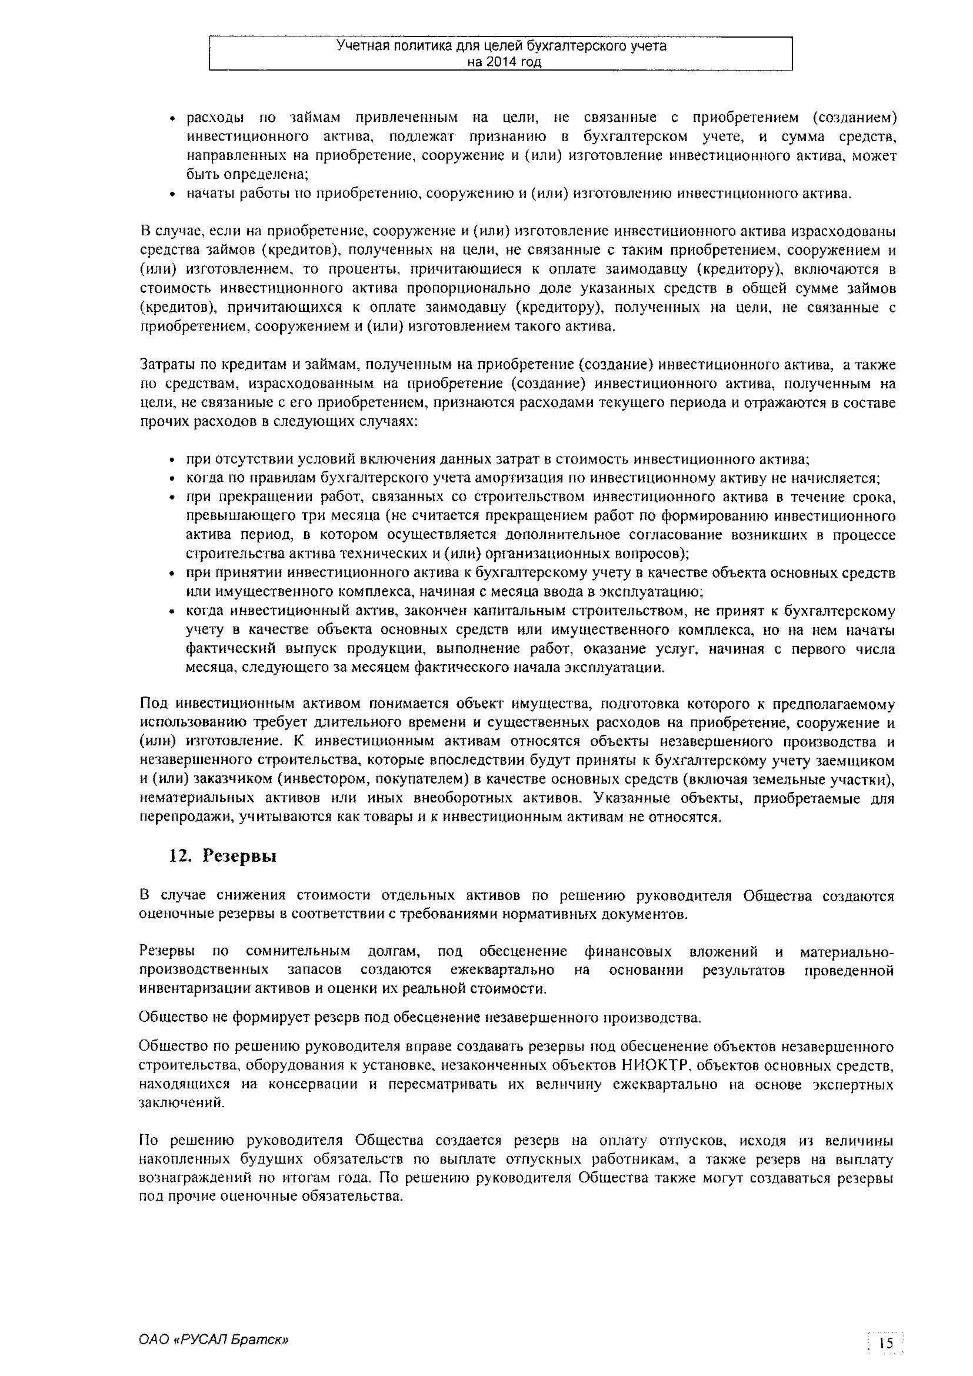 Учетная политика для целей бухгалтерского учета
на 2014 год
• расходы по займам привлеченным на цели, не связанные с приобретением (созданием)
инвестиционного актива, подлежат признанию в бухгалтерском учете, и сумма средств,
направленных на приобретение, сооружение и (или) изготовление инвестиционного актива, может
быть определена;
• начаты работы по приобретению, сооружению и (или) изготовлению инвестиционного актива.
В случае, если на приобретение, сооружение и (или) изготовление инвестиционного актива израсходованы
средства займов (кредитов), полученных на цели, не связанные с таким приобретением, сооружением и
(или) изготовлением, то проценты, причитающиеся к оплате заимодавцу (кредитору), включаются в
стоимость инвестиционного актива пропорционально доле указанных средств в общей сумме займов
(кредитов), причитающихся к оплате заимодавцу (кредитору), полученных на цели, не связанные с
приобретением, сооружением и (или) изготовлением такого актива.
Затраты по кредитам и займам, полученным на приобретение (создание) инвестиционного актива, а также
по средствам, израсходованным на приобретение (создание) инвестиционного актива, полученным на
цели, не связанные с его приобретением, признаются расходами текущего периода и отражаются в составе
прочих расходов в следующих случаях:
• при отсутствии условий включения данных затрат в стоимость инвестиционного актива;
• когда по правилам бухгалтерского учета амортизация по инвестиционному активу не начисляется;
• при прекращении работ, связанных со строительством инвестиционного актива в течение срока,
превышающего три месяца (не считается прекращением работ по формированию инвестиционного
актива период, в котором осуществляется дополнительное согласование возникших в процессе
строительства актива технических и (или) организационных вопросов);
• при принятии инвестиционного актива к бухгалтерскому учету в качестве объекта основных средств
или имущественного комплекса, начиная с месяца ввода в эксплуатацию;
• когда инвестиционный актив, закончен капитальным строительством, не принят к бухгалтерскому
учету в качестве объекта основных средств или имущественного комплекса, но на нем начаты
фактический выпуск продукции, выполнение работ, оказание услуг, начиная с первого числа
месяца, следующего за месяцем фактического начала эксплуатации.
Под инвестиционным активом понимается объект имущества, подготовка которого к предполагаемому
использованию требует длительного времени и существенных расходов на приобретение, сооружение и
(или) изготовление. К инвестиционным активам относятся объекты незавершенного производства и
незавершенного строительства, которые впоследствии будут приняты к бухгалтерскому учету заемщиком
и (или) заказчиком (инвестором, покупателем) в качестве основных средств (включая земельные участки),
нематериальных активов или иных внеоборотных активов. Указанные объекты, приобретаемые для
перепродажи, учитываются как товары и к инвестиционным активам не относятся.
12. Резервы
В случае снижения стоимости отдельных активов по решению руководителя Общества создаются
оценочные резервы в соответствии с требованиями нормативных документов.
Резервы по сомнительным долгам, под обесценение финансовых вложений и материально-
производственных запасов создаются ежеквартально на основании результатов проведенной
инвентаризации активов и оценки их реальной стоимости.
Общество не формирует резерв под обесценение незавершенного производства.
Общество по решению руководителя вправе создавать резервы под обесценение объектов незавершенного
строительства, оборудования к установке, незаконченных объектов НИОКТР, объектов основных средств,
находящихся на консервации и пересматривать их величину ежеквартально на основе экспертных
заключений.
По решению руководителя Общества создается резерв на оплату отпусков, исходя из величины
накопленных будущих обязательств по выплате отпускных работникам, а также резерв на выплату
вознаграждений по итогам года. По решению руководителя Общества также могут создаваться резервы
под прочие оценочные обязательства.
ОАО «РУСАЛ Братск»
15